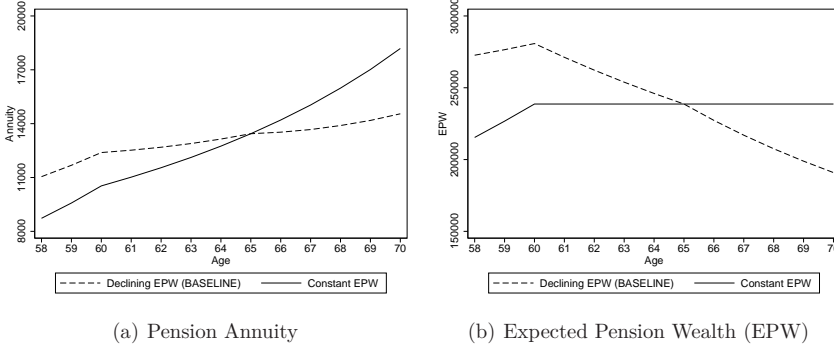 20000
17000
14000
11000
8000
Annuity
58 59 60 61 62 63 64 65 66 67 68 69 70
Age
Declining EPW (BASELINE) Constant EPW
(a) Pension Annuity
300000
250000
200000
150000
EPW
58 59 60 61 62 63 64 65 66 67 68 69 70
Age
Declining EPW (BASELINE) Constant EPW
(b) Expected Pension Wealth (EPW)